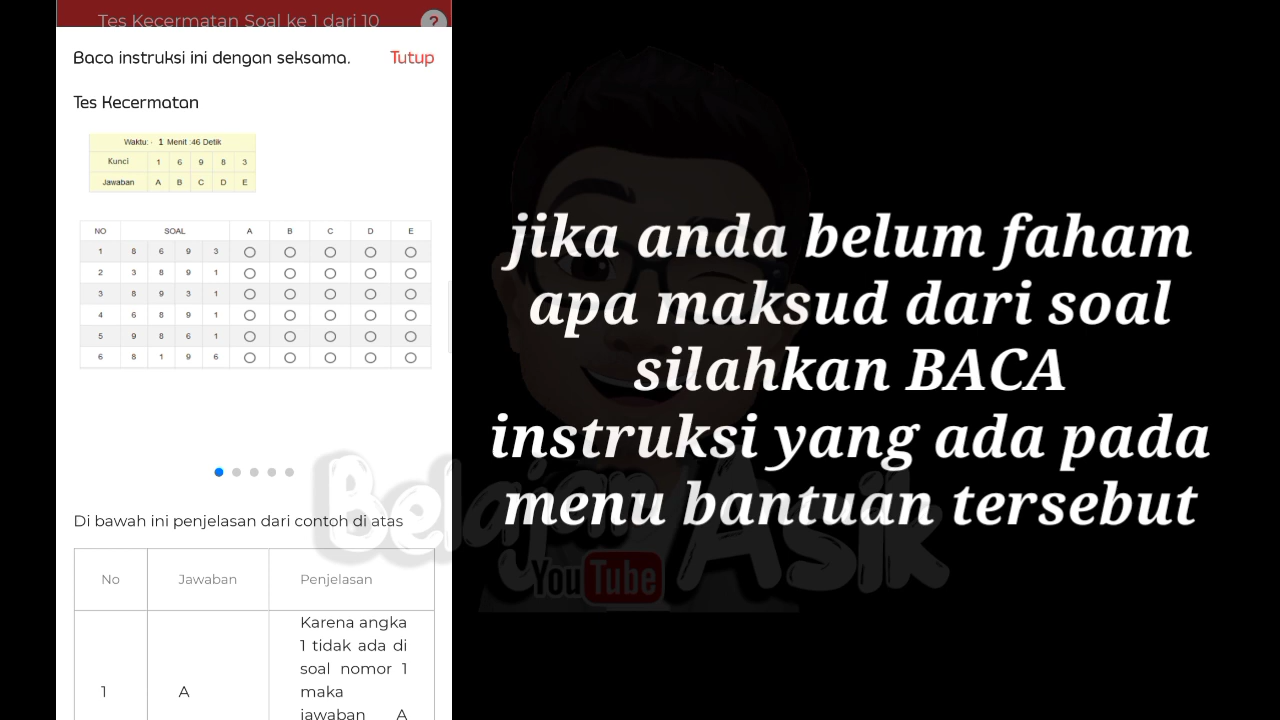 Tes Kecermatan Soal ke 1 dari 10 ?
Baca instruksi ini dengan seksama. Tutup
Tes Kecermatan
Waktu: · 1 Menit :46 Detik
Kunci 1 6 9 8 3
Jawaban A B C D E
NO SOAL A B C D E
1 8 6 9 3
2 3 8 9 1
3 8 9 3 1
4 6 8 9 1
5 9 8 6 1
6 8 1 9 6
Di bawah ini penjelasan dari contoh di atas
No Jawaban Penjelasan
1 A
Karena angka
1 tidak ada di
soal nomor 1
maka
jawaban A
jika anda belum faham
apa maksud dari soal
silahkan BACA
instruksi yang ada pada
menu bantuan tersebut
Belajar Asik
YouTube